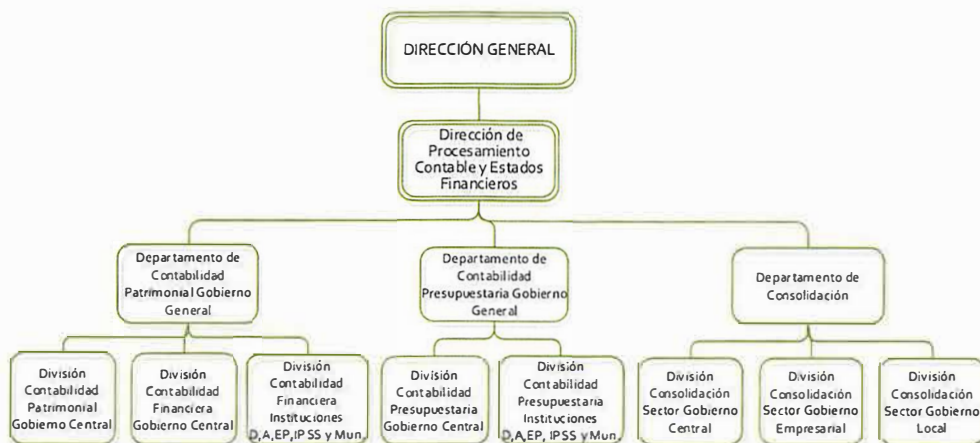 DIRECCIÓN GENERAL
Dirección de
Procesamiento
Contable y Estados
Financieros
Departamento de
Contabilidad
Patrimonial Gobierno
General
Departamento de
Contabilidad
Presupuestaria Gobierno
General
Departamento de
Consolidación
División
Contabilidad
Patrimonial
Gobierno Central
División
Contabilidad
Financiera
Gobierno Central
División
Contabilidad
Financiera
Instituciones
D,A,EP,IPSS y Mun.
División
Contabilidad
Presupuestaria
Gobierno Central
División
Contabilidad
Presupuestaria
Instituciones
D,A,EP, IPSS y Mun.
División
Consolidación
Sector Gobierno
Central
División
Consolidación
Sector Gobierno
Empresarial
División
Consolidación
Sector Gobierno
Local